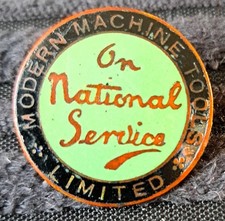 MODERN MACHINE TOOLS
On
National
Service
LIMITED